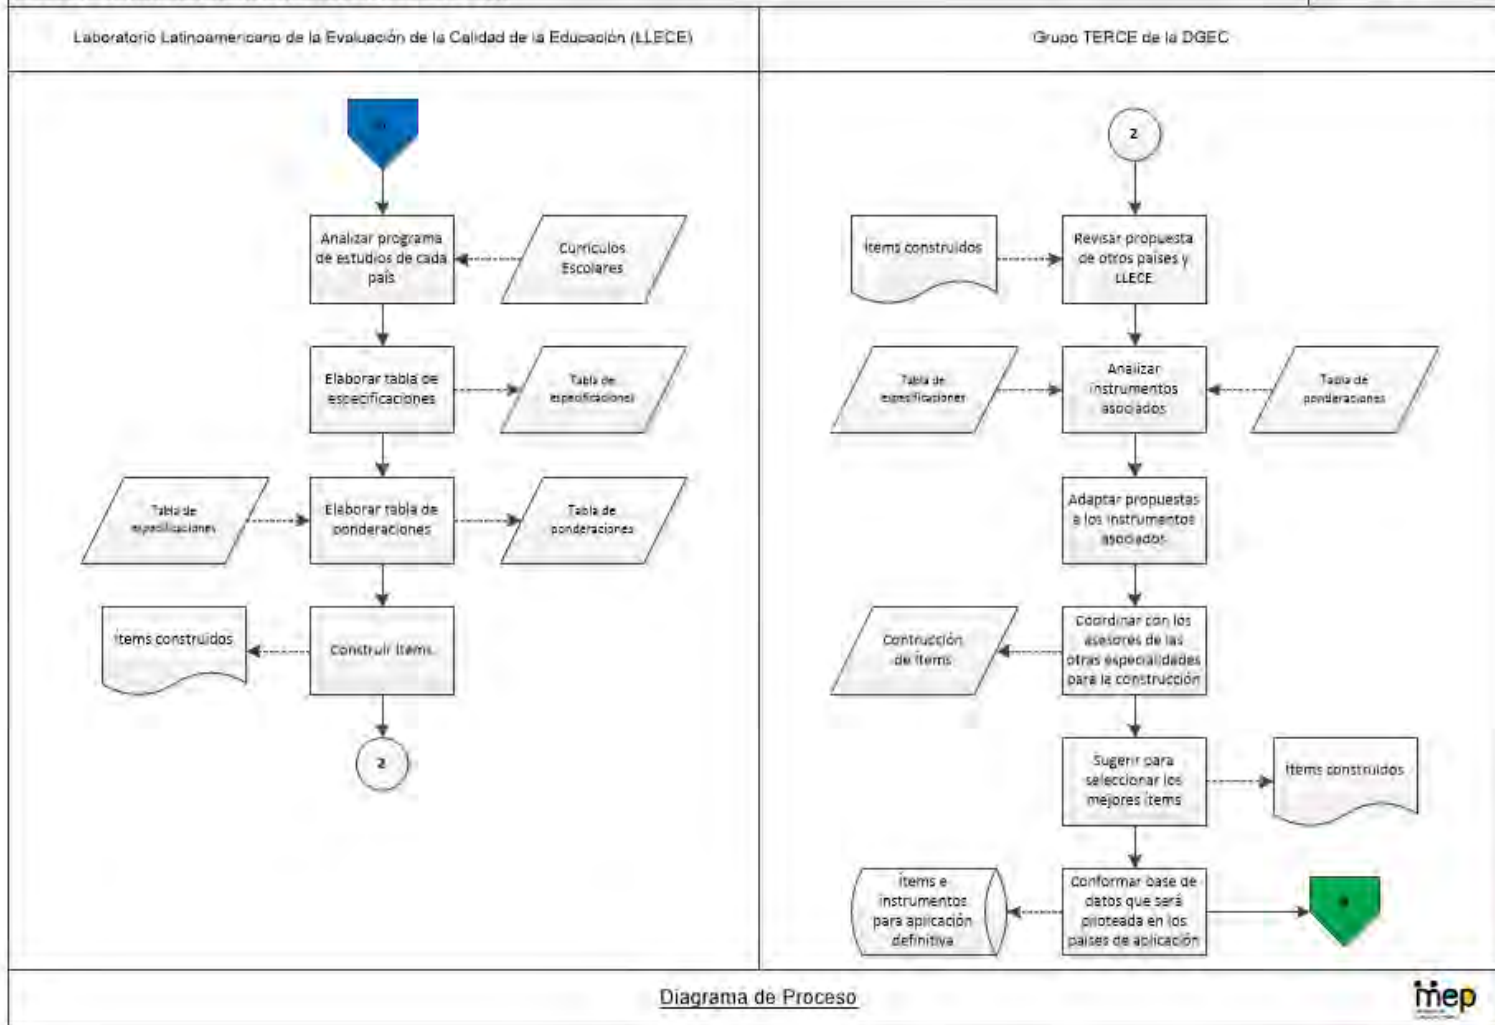 Laboratorio Latinoamericano de la Evaluación de la Calidad de la Educación (LLECE)
Grupo TERCE de la DGEC
Analizar programa
de estudios de cada
país
Currículos
Escolares
Elaborar tabla de
especificaciones
Tabla de
especificaciones
Tabla de
especificaciones
Elaborar tabla de
ponderaciones
Tabla de
ponderaciones
Ítems construidos
Construir ítems
2
2
Ítems construidos
Revisar propuesta
de otros países y
LLECE
Tabla de
especificaciones
Analizar
instrumentos
asociados
Tabla de
ponderaciones
Adaptar propuestas
a los instrumentos
asociados
Contrucción
de ítems
Coordinar con los
asesores de las
otras especialidades
para la construcción
Sugerir para
seleccionar los
mejores ítems
Ítems construidos
Ítems e
instrumentos
para aplicación
definitiva
Conformar base de
datos que será
piloteada en los
países de aplicación
Diagrama de Proceso
mep